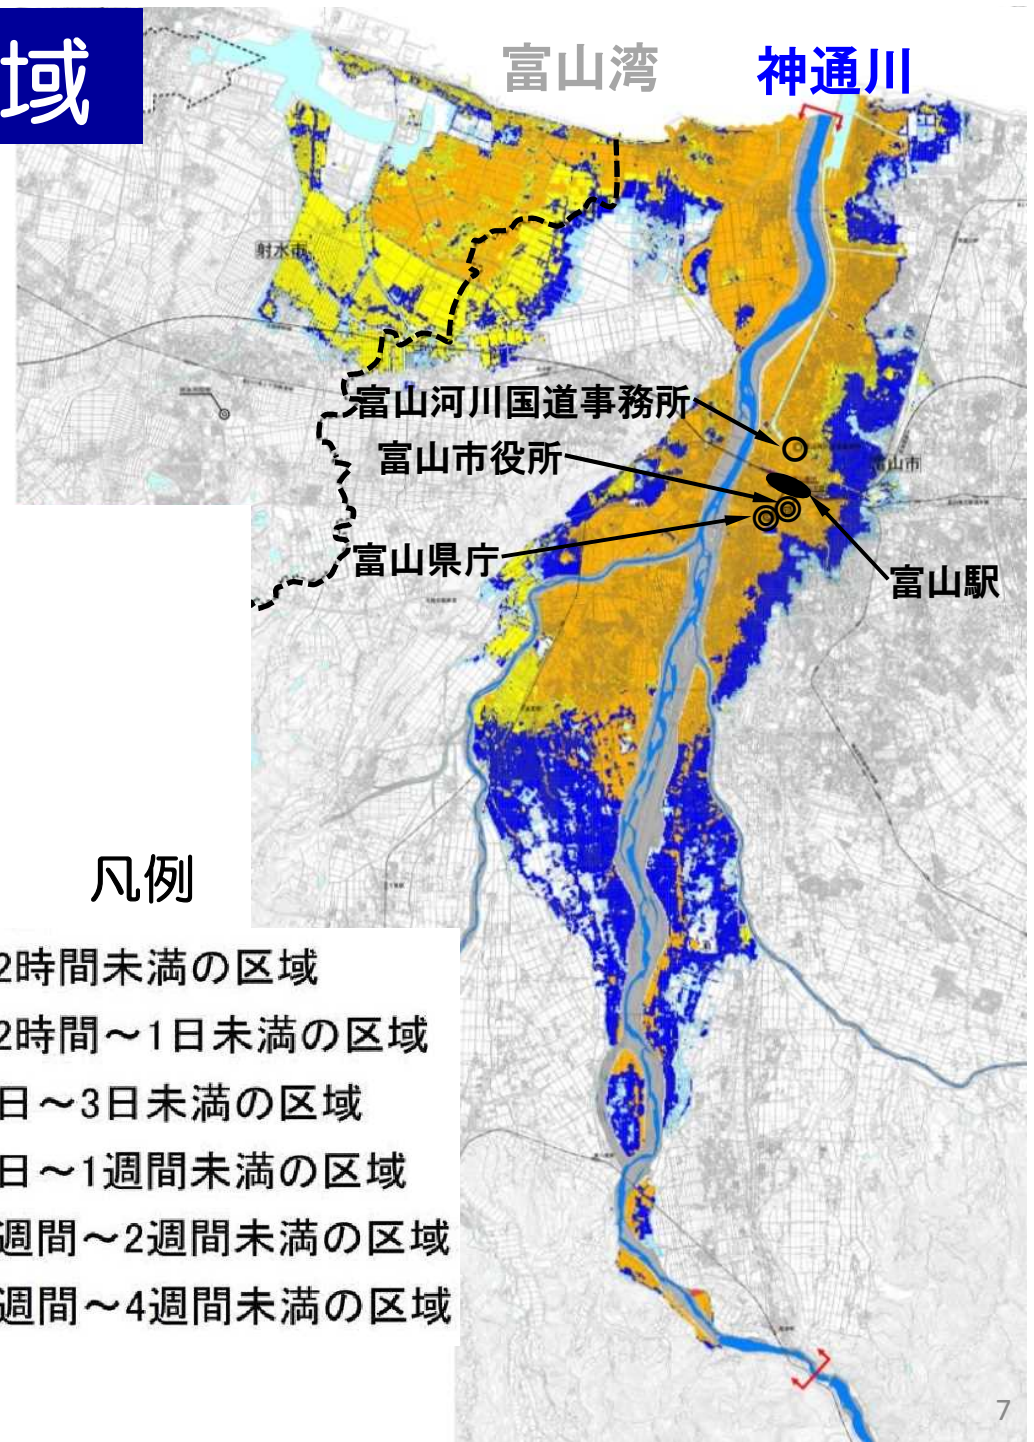 域
富山湾
神通川
射水市
富山河川国道事務所
富山市役所
富山市
富山県庁
富山駅
凡例
2時間未満の区域
2時間～1日未満の区域
日～3日未満の区域
日～1週間未満の区域
週間～2週間未満の区域
週間～4週間未満の区域
7